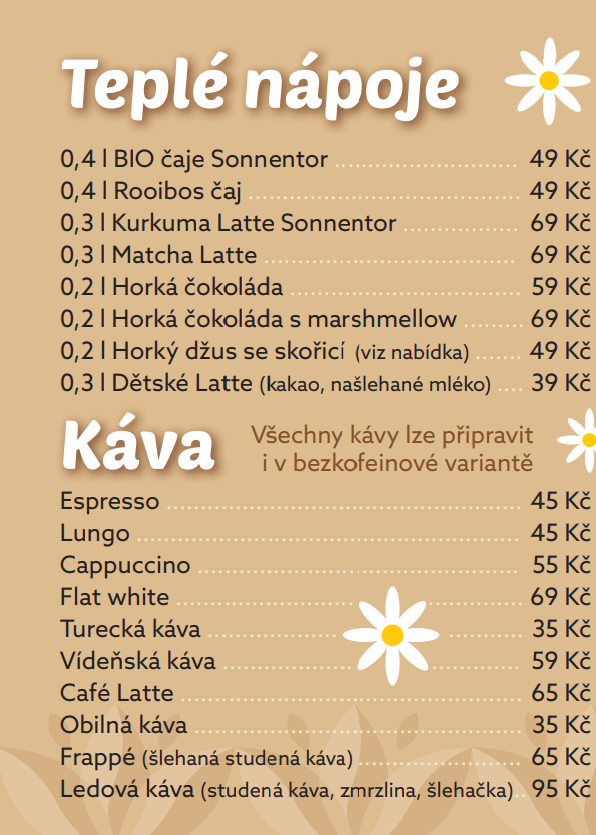 Teplé nápoje
0,4 l BIO čaje Sonnentor 49 Kč
0,4 l Rooibos čaj 49 Kč
0,3 l Kurkuma Latte Sonnentor 69 Kč
0,3 l Matcha Latte 69 Kč
0,2 l Horká čokoláda 59 Kč
0,2 l Horká čokoláda s marshmellow 69 Kč
0,2 l Horký džus se skořicí (viz nabídka) 49 Kč
0,3 l Dětské Latte (kakao, našlehané mléko) 39 Kč
Káva
Všechny kávy lze připravit
i v bezkofeinové variantě
Espresso 45 Kč
Lungo 45 Kč
Cappuccino 55 Kč
Flat white 69 Kč
Turecká káva 35 Kč
Vídeňská káva 59 Kč
Café Latte 65 Kč
Obilná káva 35 Kč
Frappé (šlehaná studená káva) 65 Kč
Ledová káva (studená káva, zmrzlina, šlehačka) 95 Kč